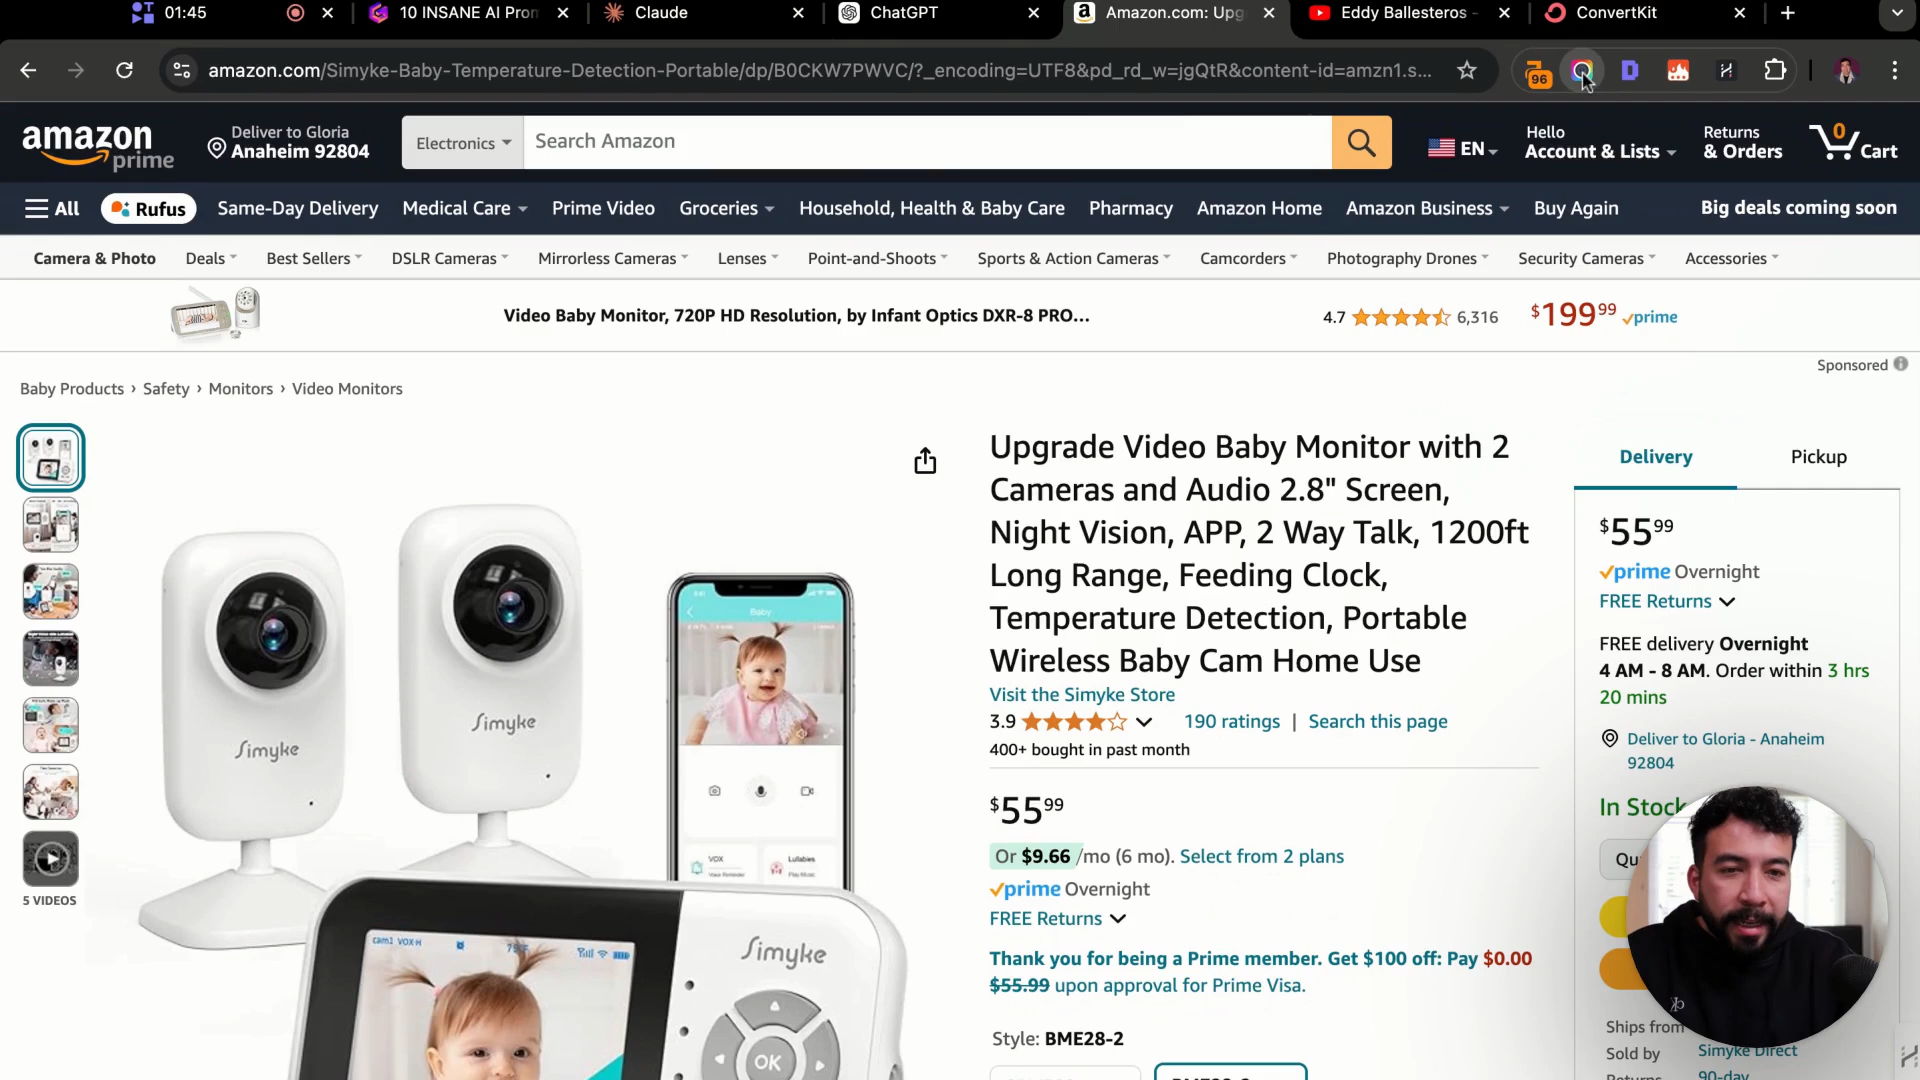 01:45
10 INSANE AI Pron
Claude
ChatGPT
Amazon.com: Upg
Eddy Ballesteros -
ConvertKit
amazon.com/Simyke-Baby-Temperature-Detection-Portable/dp/B0CKW7PWVC/?_encoding=UTF8&pd_rd_w=jgQtR&content-id=amzn1.s...
96
amazon
prime
Deliver to Gloria
Anaheim 92804
Electronics
Search Amazon
EN
Hello
Account & Lists
Returns
& Orders
0
Cart
All
Rufus
Same-Day Delivery
Medical Care
Prime Video
Groceries
Household, Health & Baby Care
Pharmacy
Amazon Home
Amazon Business
Buy Again
Big deals coming soon
Camera & Photo
Deals
Best Sellers
DSLR Cameras
Mirrorless Cameras
Lenses
Point-and-Shoots
Sports & Action Cameras
Camcorders
Photography Drones
Security Cameras
Accessories
Video Baby Monitor, 720P HD Resolution, by Infant Optics DXR-8 PRO...
4.7
6,316
$199 99
prime
Sponsored
Baby Products › Safety › Monitors › Video Monitors
5 VIDEOS
Simyke
Simyke
Baby
VOX
Lullabies
Play Music
Simyke
cam1 VOX-H
OK
Upgrade Video Baby Monitor with 2
Cameras and Audio 2.8" Screen,
Night Vision, APP, 2 Way Talk, 1200ft
Long Range, Feeding Clock,
Temperature Detection, Portable
Wireless Baby Cam Home Use
Visit the Simyke Store
3.9
190 ratings | Search this page
400+ bought in past month
$55 99
Or $9.66 /mo (6 mo). Select from 2 plans
prime Overnight
FREE Returns
Thank you for being a Prime member. Get $100 off: Pay $0.00
$55.99 upon approval for Prime Visa.
Style: BME28-2
Delivery
Pickup
$55 99
prime Overnight
FREE Returns
FREE delivery Overnight
4 AM - 8 AM. Order within 3 hrs
20 mins
Deliver to Gloria - Anaheim
92804
In Stock
Qu
Ships from
Sold by
Simyke Direct
Returns
90-day